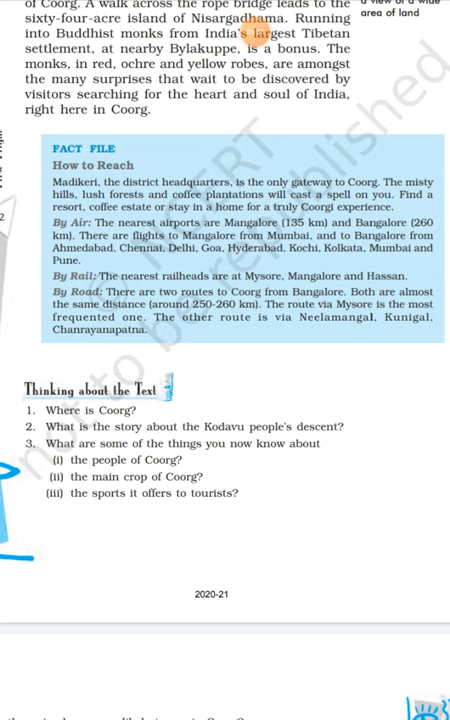 of Coorg. A walk across the rope bridge leads to the
sixty-four-acre island of Nisargadhama. Running
into Buddhist monks from India's largest Tibetan
settlement, at nearby Bylakuppe, is a bonus. The
monks, in red, ochre and yellow robes, are amongst
the many surprises that wait to be discovered by
visitors searching for the heart and soul of India,
right here in Coorg.
a view of a wide
area of land
FACT FILE
How to Reach
Madikeri, the district headquarters, is the only gateway to Coorg. The misty
hills, lush forests and coffee plantations will cast a spell on you. Find a
resort, coffee estate or stay in a home for a truly Coorgi experience.
By Air: The nearest airports are Mangalore (135 km) and Bangalore (260
km). There are flights to Mangalore from Mumbai, and to Bangalore from
Ahmedabad, Chennai, Delhi, Goa, Hyderabad, Kochi, Kolkata, Mumbai and
Pune.
By Rail: The nearest railheads are at Mysore, Mangalore and Hassan.
By Road: There are two routes to Coorg from Bangalore. Both are almost
the same distance (around 250-260 km). The route via Mysore is the most
frequented one. The other route is via Neelamangal, Kunigal,
Chanrayanapatna.
Thinking about the Text
1. Where is Coorg?
2. What is the story about the Kodavu people's descent?
3. What are some of the things you now know about
(i) the people of Coorg?
(ii) the main crop of Coorg?
(iii) the sports it offers to tourists?
2020-21
© NCERT
not to be republished